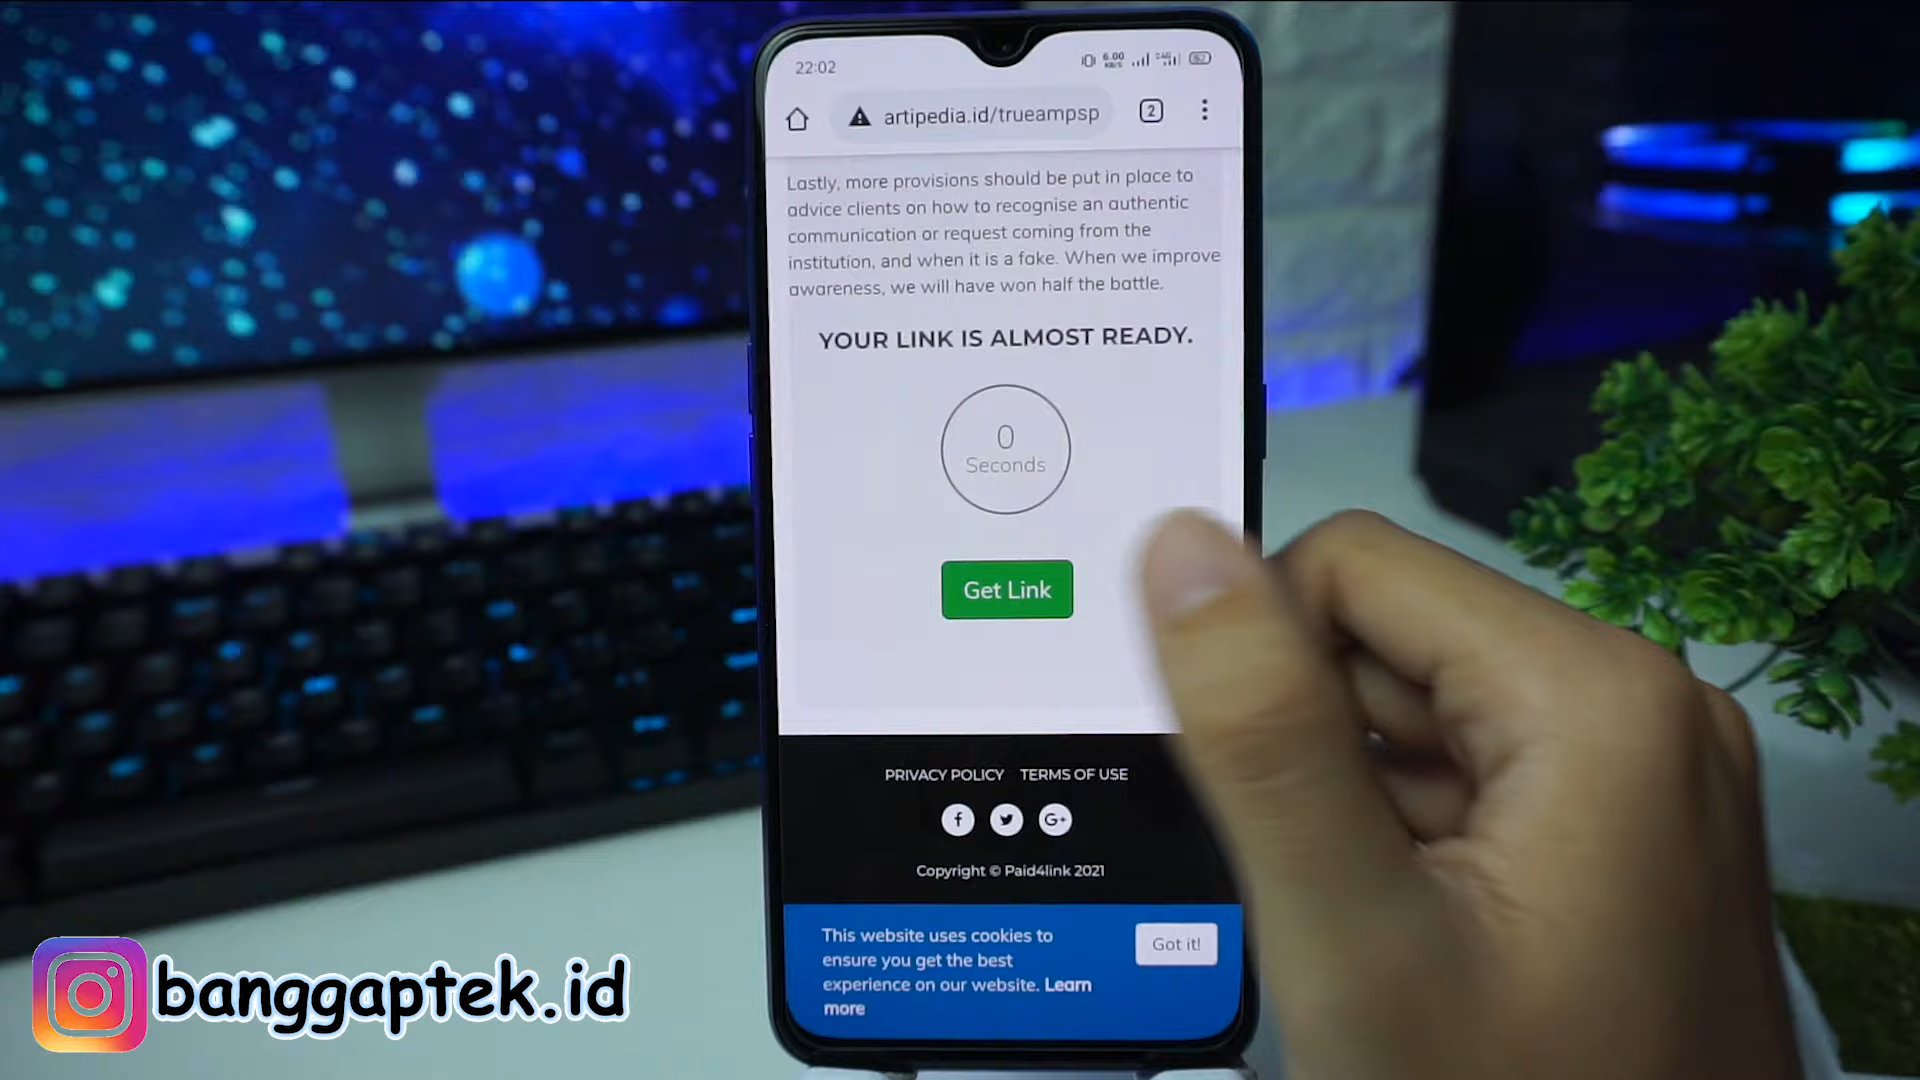 22:02
6.00
KB/S
artipedia.id/trueampsp
2
Lastly, more provisions should be put in place to
advice clients on how to recognise an authentic
communication or request coming from the
institution, and when it is a fake. When we improve
awareness, we will have won half the battle.
YOUR LINK IS ALMOST READY.
0
Seconds
Get Link
PRIVACY POLICY TERMS OF USE
f G+
Copyright © Paid4link 2021
This website uses cookies to
ensure you get the best
experience on our website. Learn
more
Got it!
banggaptek.id